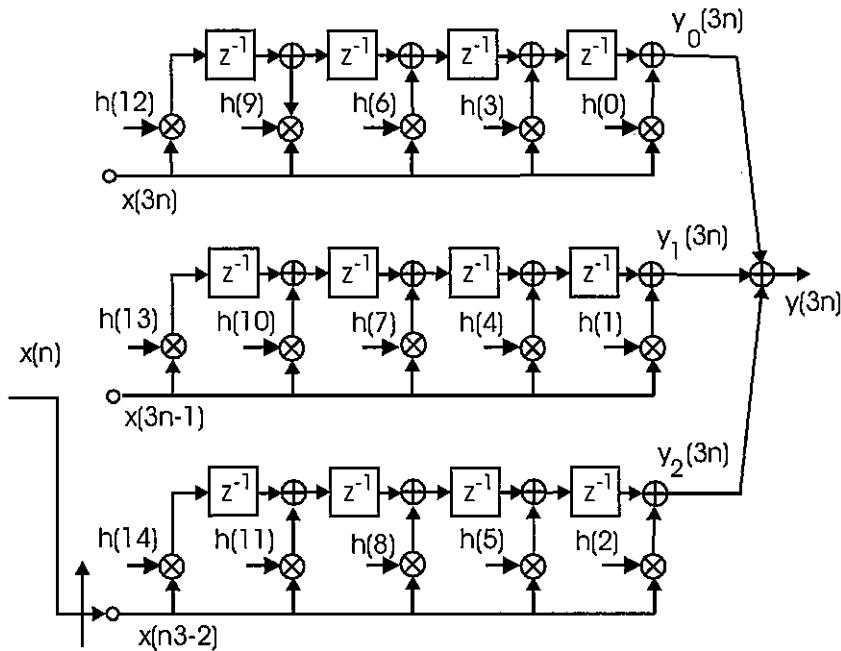 y_0(3n)
z^-1 z^-1 z^-1 z^-1
h(12) h(9) h(6) h(3) h(0)
x(3n)
y_1(3n)
z^-1 z^-1 z^-1 z^-1
y(3n)
h(13) h(10) h(7) h(4) h(1)
x(n)
x(3n-1)
y_2(3n)
z^-1 z^-1 z^-1 z^-1
h(14) h(11) h(8) h(5) h(2)
x(n3-2)